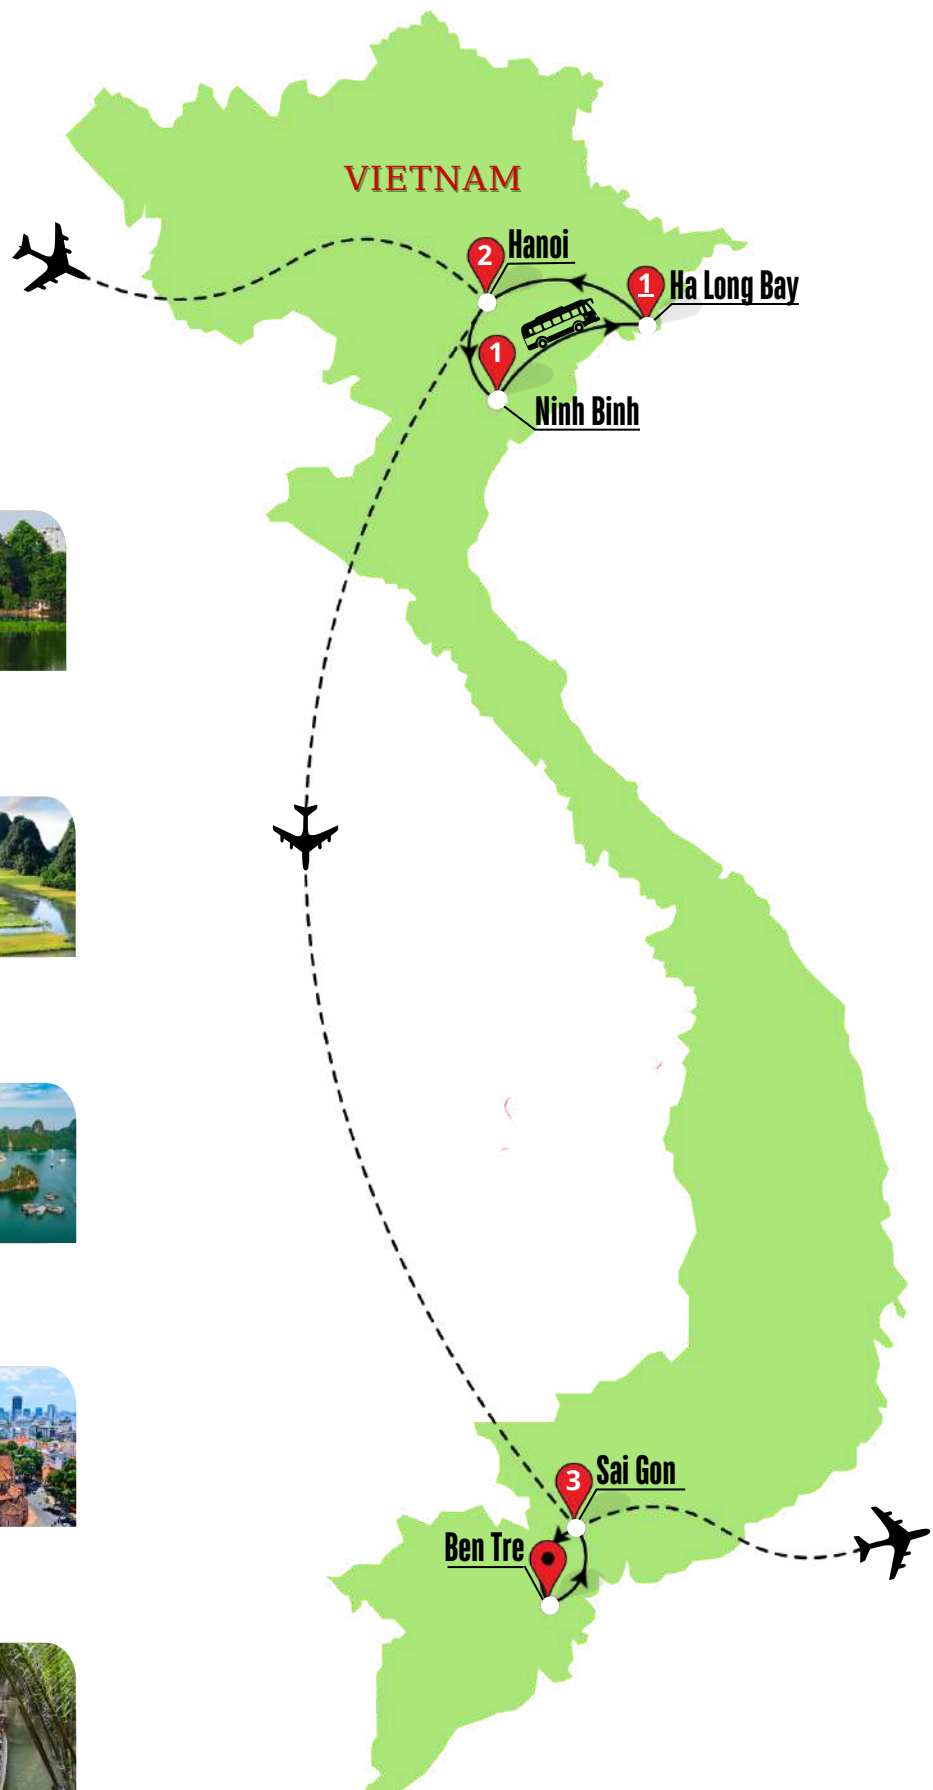 VIETNAM
2
Hanoi
1
Ha Long Bay
1
Ninh Binh
3
Sai Gon
Ben Tre